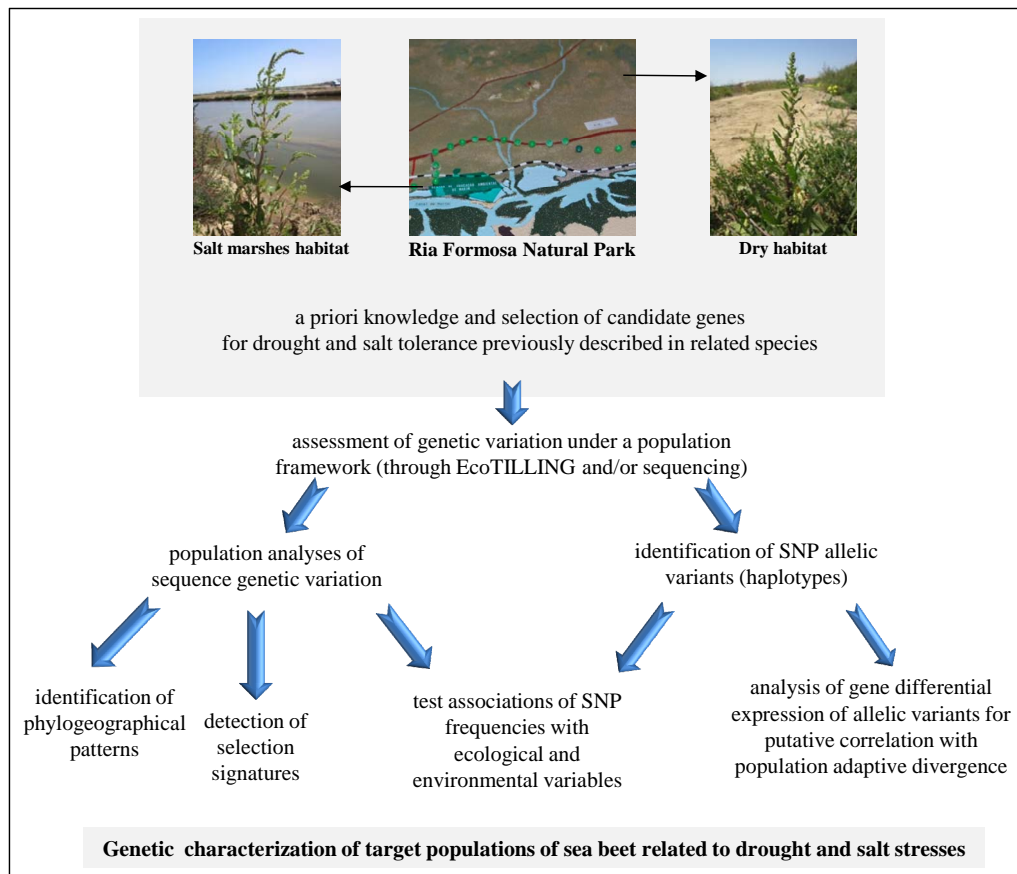 Salt marshes habitat
Ria Formosa Natural Park
Dry habitat
a priori knowledge and selection of candidate genes
for drought and salt tolerance previously described in related species
assessment of genetic variation under a population
framework (through EcoTILLING and/or sequencing)
population analyses of
sequence genetic variation
identification of SNP allelic
variants (haplotypes)
identification of
phylogeographical
patterns
detection of
selection
signatures
test associations of SNP
frequencies with
ecological and
environmental variables
analysis of gene differential
expression of allelic variants for
putative correlation with
population adaptive divergence
Genetic characterization of target populations of sea beet related to drought and salt stresses